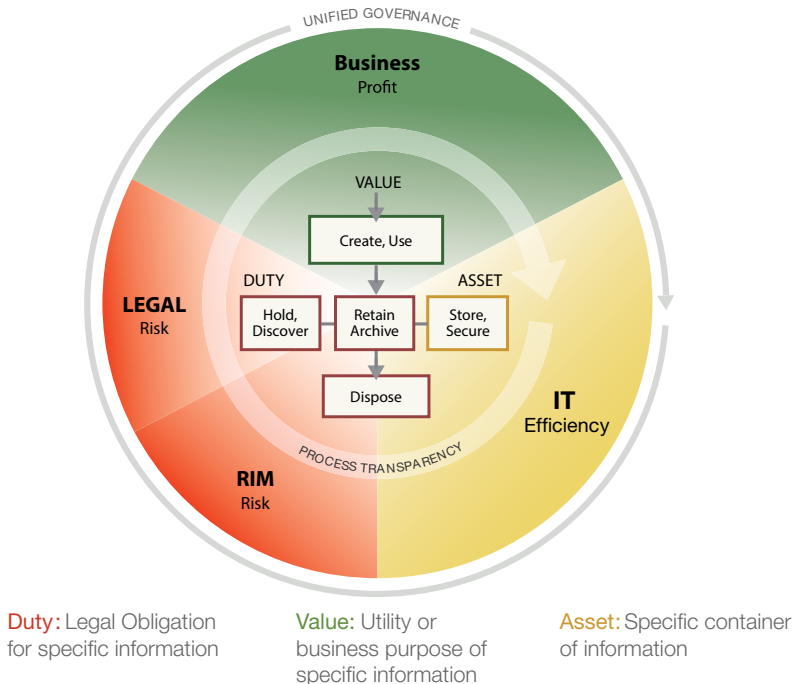 UNIFIED GOVERNANCE
Business
Profit
VALUE
Create, Use
DUTY
ASSET
Hold,
Discover
Retain
Archive
Store,
Secure
LEGAL
Risk
Dispose
IT
Efficiency
PROCESS TRANSPARENCY
RIM
Risk
Duty: Legal Obligation
for specific information
Value: Utility or
business purpose of
specific information
Asset: Specific container
of information